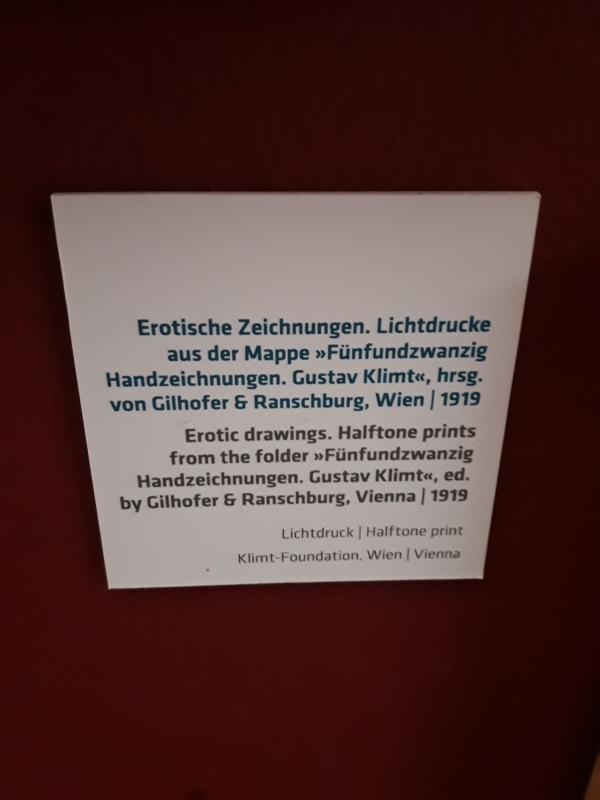 Erotische Zeichnungen. Lichtdrucke
aus der Mappe »Fünfundzwanzig
Handzeichnungen. Gustav Klimt«, hrsg.
von Gilhofer & Ranschburg, Wien | 1919
Erotic drawings. Halftone prints
from the folder »Fünfundzwanzig
Handzeichnungen. Gustav Klimt«, ed.
by Gilhofer & Ranschburg, Vienna | 1919
Lichtdruck | Halftone print
Klimt-Foundation, Wien | Vienna